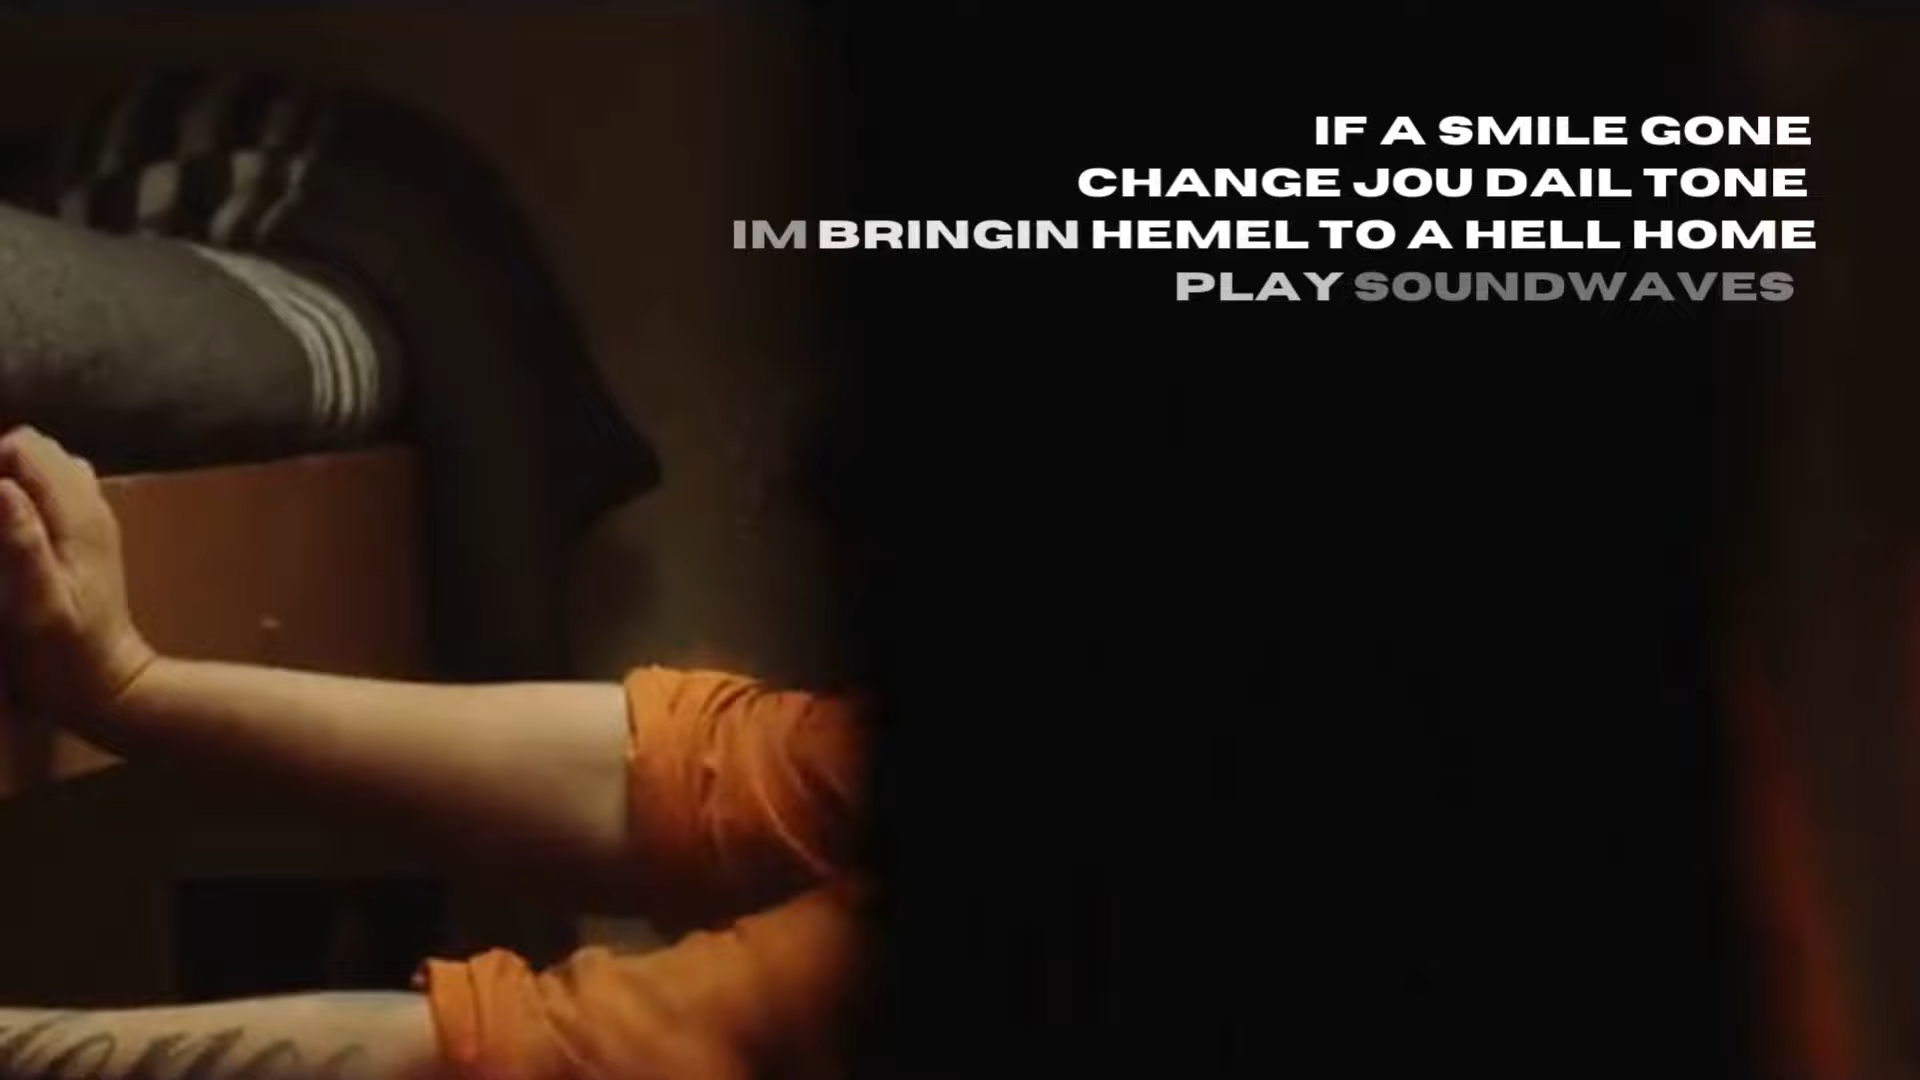 IF A SMILE GONE
CHANGE JOU DAIL TONE
IM BRINGIN HEMEL TO A HELL HOME
PLAY SOUNDWAVES